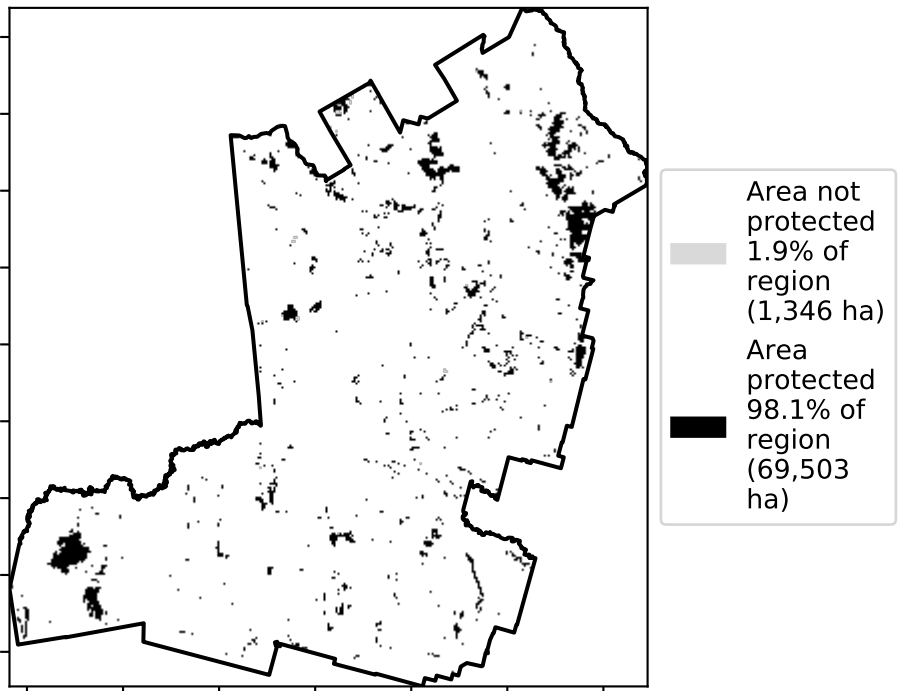 Area not
protected
1.9% of
region
(1,346 ha)
Area
protected
98.1% of
region
(69,503
ha)